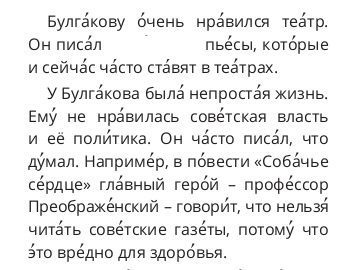 Булга́кову о́чень нра́вился теа́тр.
Он писа́л пье́сы, кото́рые
и сейча́с ча́сто ста́вят в теа́трах.
У Булга́кова была́ непроста́я жизнь.
Ему́ не нра́вилась сове́тская власть
и её поли́тика. Он ча́сто писа́л, что
ду́мал. Наприме́р, в по́вести «Соба́чье
се́рдце» гла́вный геро́й – профе́ссор
Преображе́нский – говори́т, что нельзя́
чита́ть сове́тские газе́ты, потому́ что
э́то вре́дно для здоро́вья.